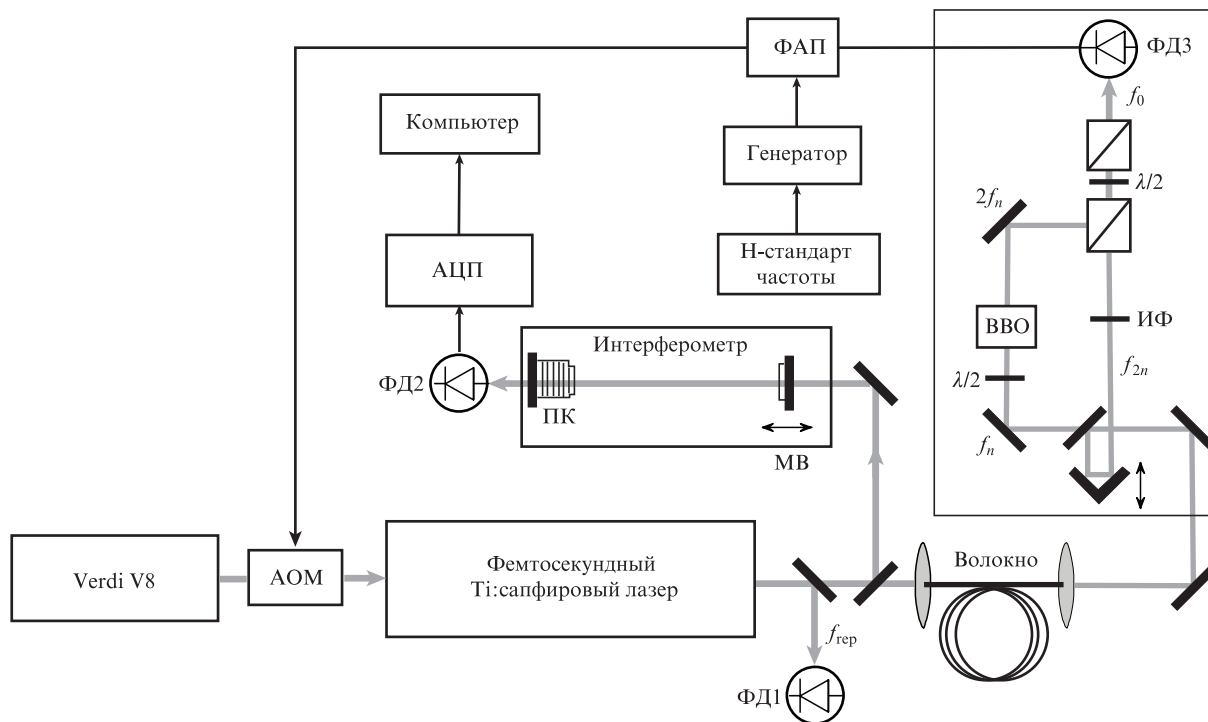 ФАП
ФД3
f₀
Компьютер
Генератор
λ/2
2fₙ
АЦП
H-стандарт
частоты
ВВО
ИФ
Интерферометр
ФД2
λ/2
f₂ₙ
ПК
fₙ
МВ
Verdi V8
АОМ
Фемтосекундный
Ti:сапфировый лазер
Волокно
f_rep
ФД1